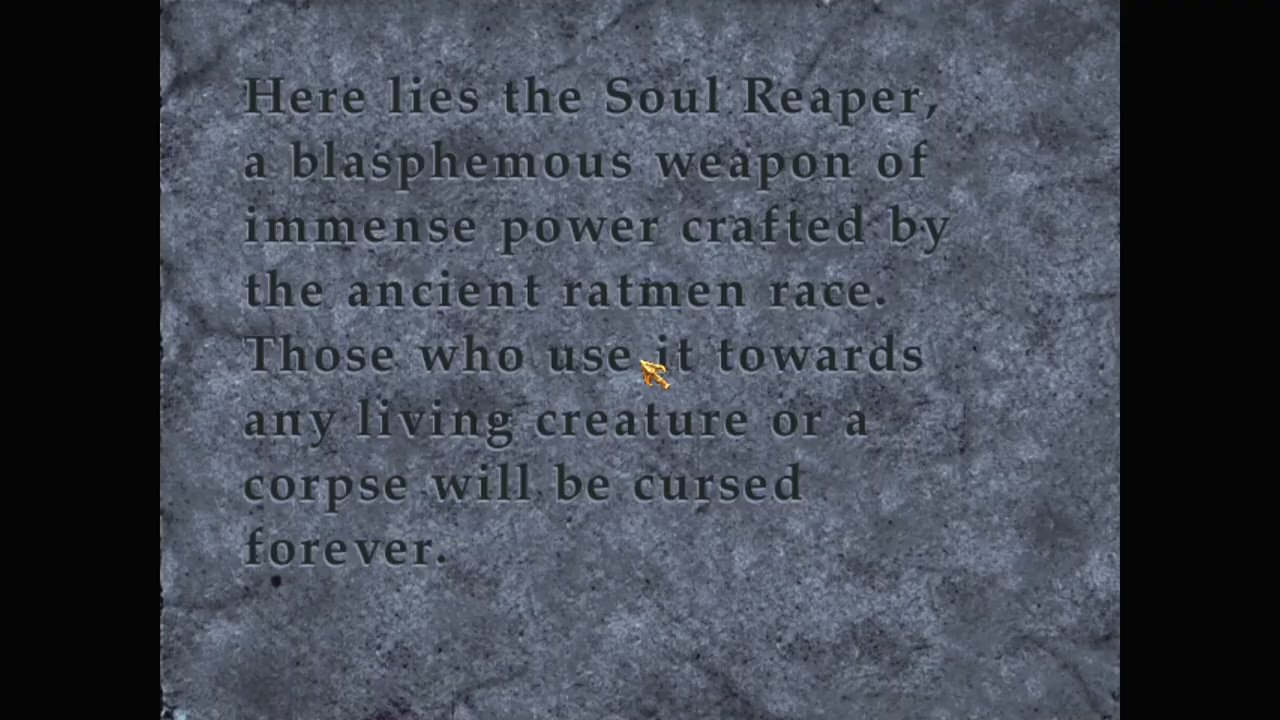 Here lies the Soul Reaper,
a blasphemous weapon of
immense power crafted by
the ancient ratmen race.
Those who use it towards
any living creature or a
corpse will be cursed
forever.